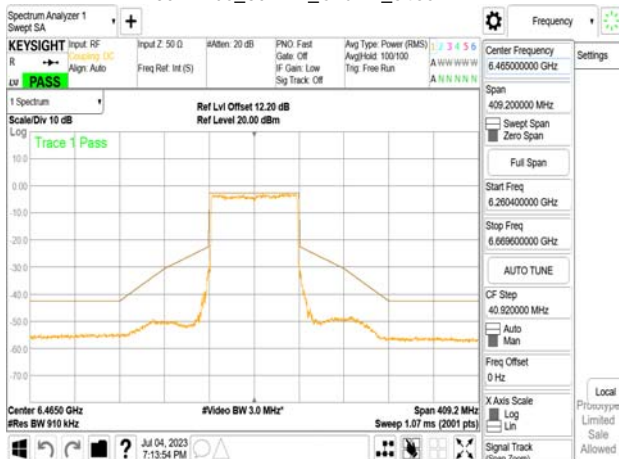 Spectrum Analyzer 1
Swept SA
+
Frequency
KEYSIGHT
Input: RF
Coupling: DC
Align: Auto
Input Z: 50 Ω
Freq Ref: Int (S)
#Atten: 20 dB
PNO: Fast
Gate: Off
IF Gain: Low
Sig Track: Off
Avg Type: Power (RMS)
Avg|Hold: 100/100
Trig: Free Run
1 2 3 4 5 6
A W W W W W
A N N N N N
R
LXI
PASS
Center Frequency
6.465000000 GHz
Settings
Span
409.200000 MHz
Swept Span
Zero Span
Full Span
Start Freq
6.260400000 GHz
Stop Freq
6.669600000 GHz
AUTO TUNE
CF Step
40.920000 MHz
Auto
Man
Freq Offset
0 Hz
X Axis Scale
Log
Lin
Signal Track
(Span Zoom)
Local
Prototype
Limited
Sale
Allowed
1 Spectrum
Scale/Div 10 dB
Ref Lvl Offset 12.20 dB
Ref Level 20.00 dBm
Log
Trace 1 Pass
10.0
0.00
-10.0
-20.0
-30.0
-40.0
-50.0
-60.0
-70.0
Center 6.4650 GHz
#Video BW 3.0 MHz*
Span 409.2 MHz
#Res BW 910 kHz
Sweep 1.07 ms (2001 pts)
?
Jul 04, 2023
7:13:54 PM